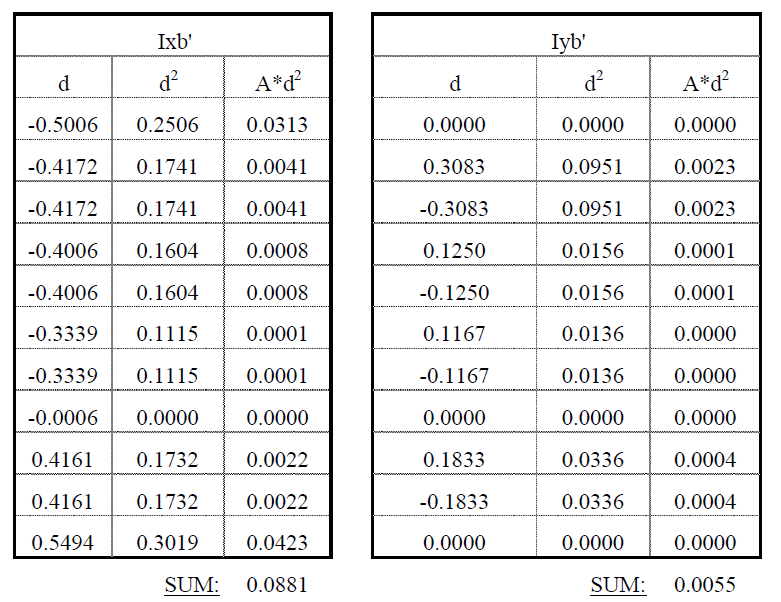 Ixb' Iyb'
d d² A*d² d d² A*d²
-0.5006 0.2506 0.0313 0.0000 0.0000 0.0000
-0.4172 0.1741 0.0041 0.3083 0.0951 0.0023
-0.4172 0.1741 0.0041 -0.3083 0.0951 0.0023
-0.4006 0.1604 0.0008 0.1250 0.0156 0.0001
-0.4006 0.1604 0.0008 -0.1250 0.0156 0.0001
-0.3339 0.1115 0.0001 0.1167 0.0136 0.0000
-0.3339 0.1115 0.0001 -0.1167 0.0136 0.0000
-0.0006 0.0000 0.0000 0.0000 0.0000 0.0000
0.4161 0.1732 0.0022 0.1833 0.0336 0.0004
0.4161 0.1732 0.0022 -0.1833 0.0336 0.0004
0.5494 0.3019 0.0423 0.0000 0.0000 0.0000
SUM: 0.0881 SUM: 0.0055